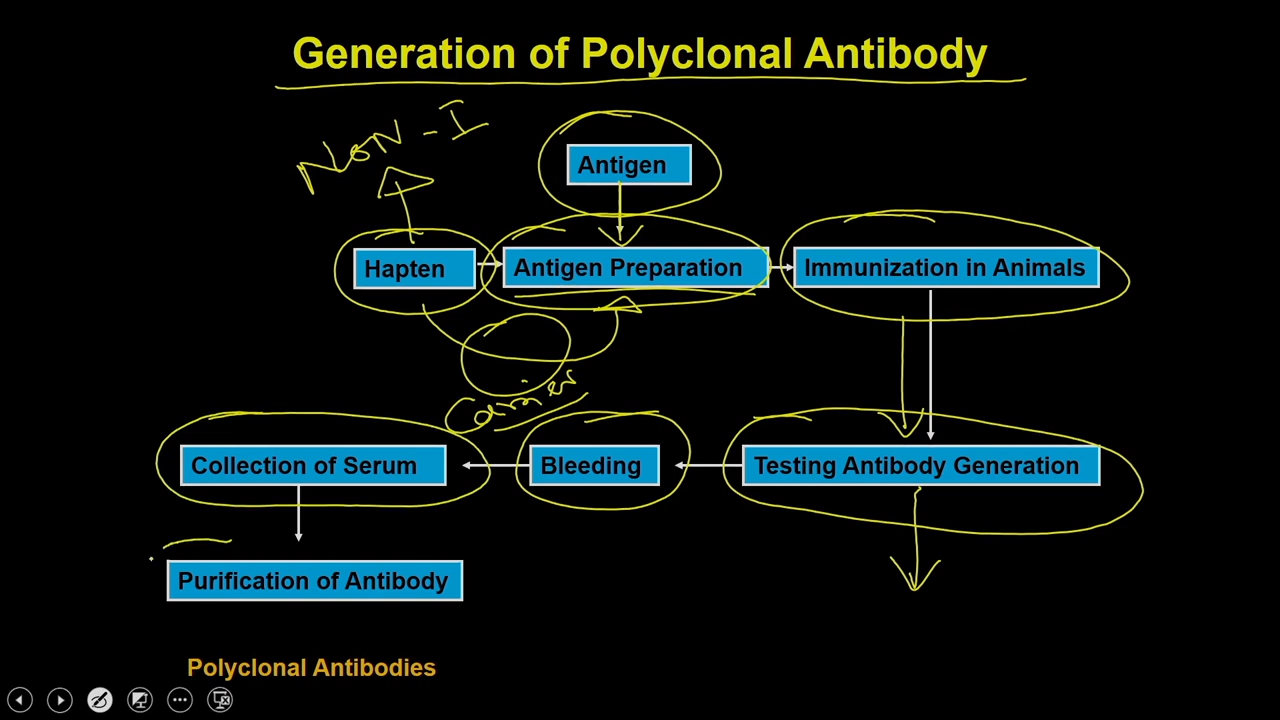 Generation of Polyclonal Antibody
Non-I
Antigen
Hapten
Antigen Preparation
Immunization in Animals
Carrier
Collection of Serum
Bleeding
Testing Antibody Generation
Purification of Antibody
Polyclonal Antibodies